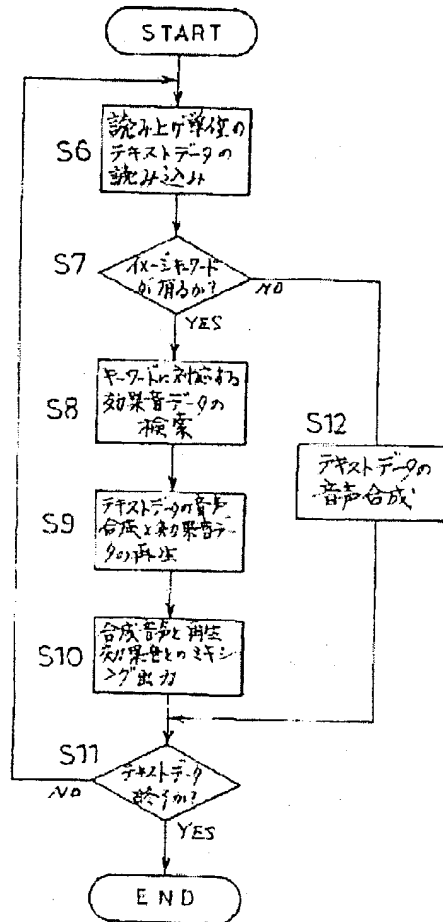 START
S6
読み上げ単位の
テキストデータの
読み込み
S7
イメージキーワード
が有るか?
NO
YES
S8
キーワードに対応する
効果音データの
検索
S12
テキストデータの
音声合成
S9
テキストデータの音声
合成と効果音デー
タの再生
S10
合成音声と再生
効果音とのミキシ
ング出力
S11
テキストデータ
終りか?
NO
YES
END